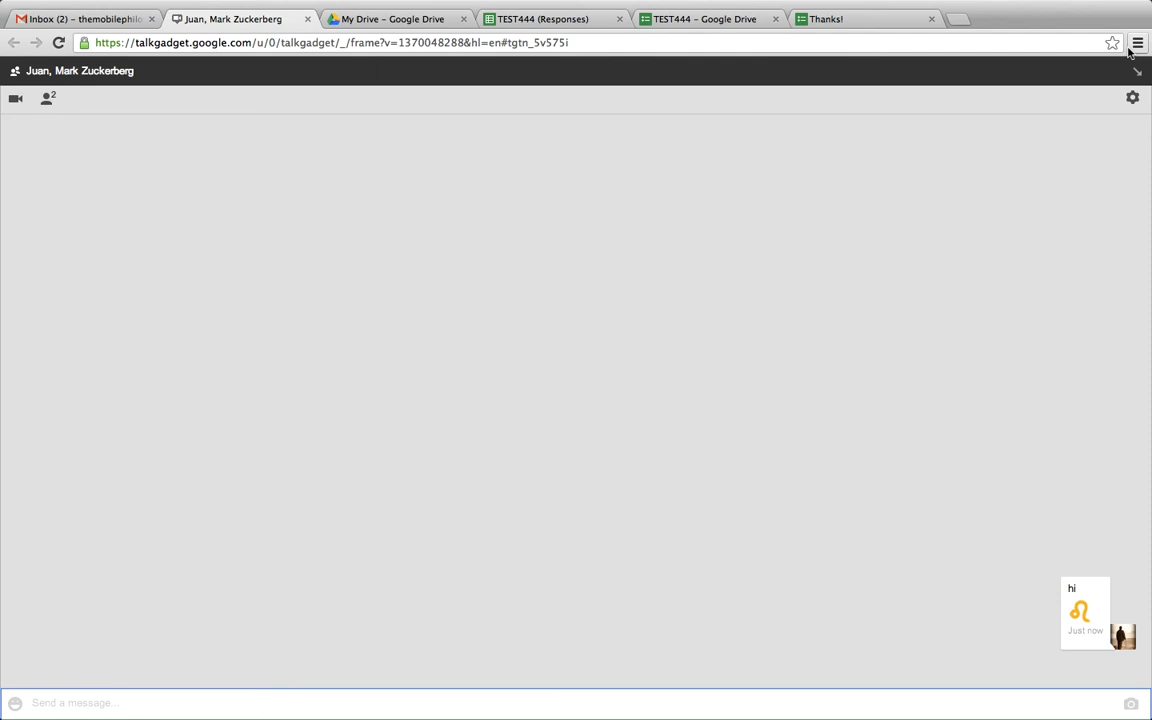 Inbox (2) – themobilephilo
Juan, Mark Zuckerberg
My Drive – Google Drive
TEST444 (Responses)
TEST444 – Google Drive
Thanks!
https://talkgadget.google.com/u/0/talkgadget/_/frame?v=1370048288&hl=en#tgtn_5v575i
Juan, Mark Zuckerberg
2
hi
♌
Just now
Send a message...